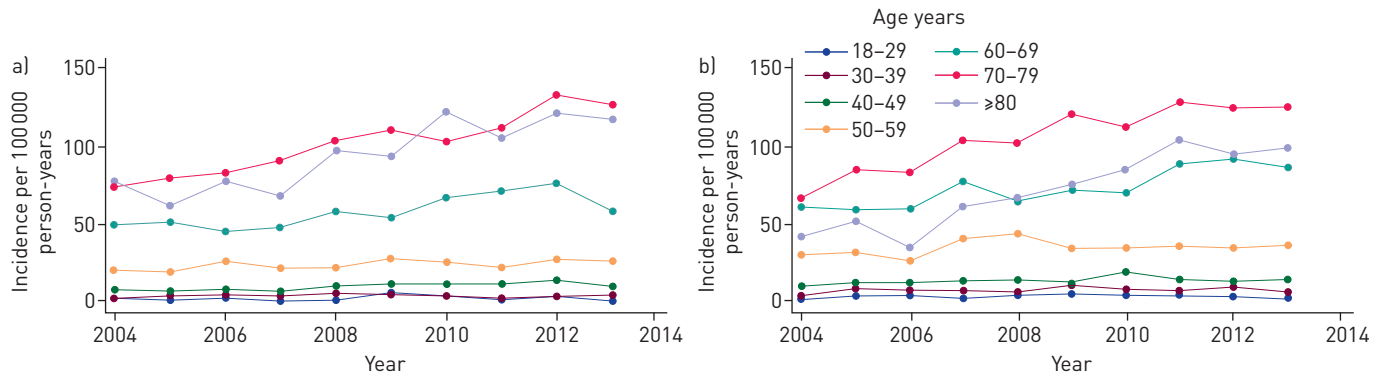 a)
Incidence per 100 000
person-years
150
100
50
0
2004 2006 2008 2010 2012 2014
Year
b)
Age years
18–29
30–39
40–49
50–59
60–69
70–79
≥80
Incidence per 100 000
person-years
150
100
50
0
2004 2006 2008 2010 2012 2014
Year